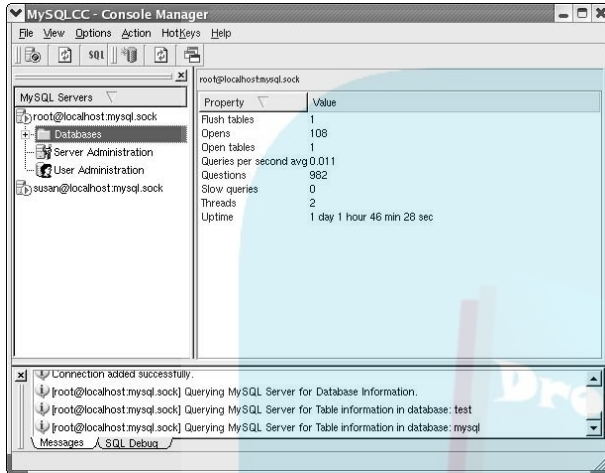 MySQLCC - Console Manager
File View Options Action HotKeys Help
SQL
MySQL Servers
root@localhost:mysql.sock
Databases
Server Administration
User Administration
susan@localhost:mysql.sock
root@localhost:mysql.sock
Property Value
Flush tables 1
Opens 108
Open tables 1
Queries per second avg 0.011
Questions 982
Slow queries 0
Threads 2
Uptime 1 day 1 hour 46 min 28 sec
Connection added successfully.
[root@localhost:mysql.sock] Querying MySQL Server for Database Information.
[root@localhost:mysql.sock] Querying MySQL Server for Table information in database: test
[root@localhost:mysql.sock] Querying MySQL Server for Table information in database: mysql
Messages SQL Debug